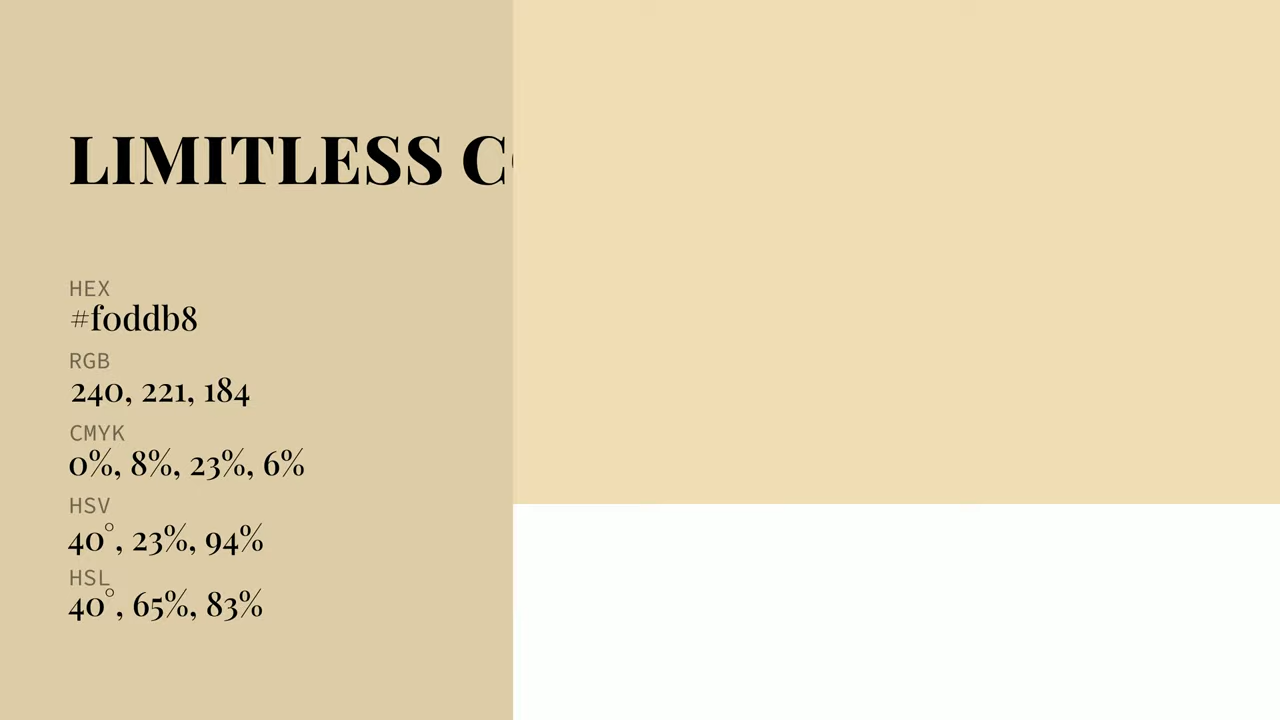 LIMITLESS C
HEX
#f0ddb8
RGB
240, 221, 184
CMYK
0%, 8%, 23%, 6%
HSV
40°, 23%, 94%
HSL
40°, 65%, 83%